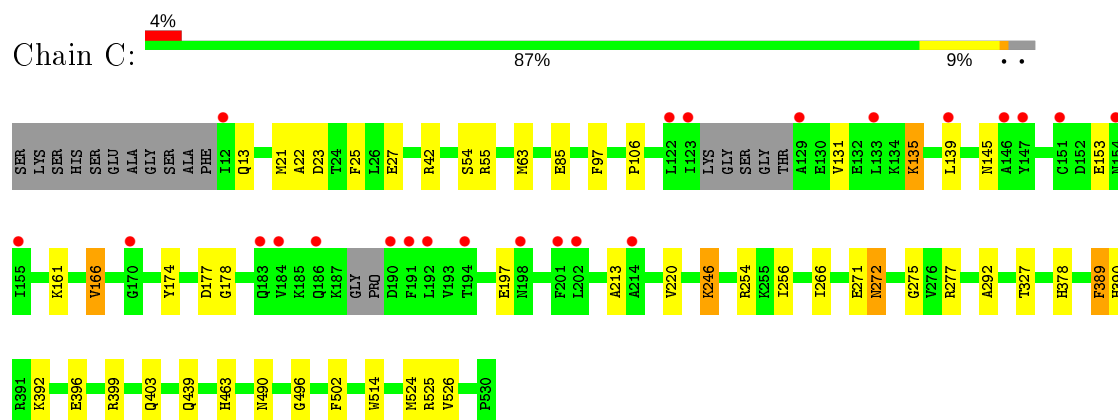 4%
Chain C:
87% 9% • •
SER LYS SER HIS SER GLU ALA GLY SER ALA PHE I12 Q13 M21 A22 D23 T24 F25 L26 E27 R42 S54 R55 M63 E85 F97 P106 L122 I123 LYS GLY SER GLY THR A129 E130 V131 E132 L133 K134 K135 L139 N145 A146 Y147 C151 D152 E153 N154
I155 K161 V166 G170 Y174 D177 G178 Q183 V184 K185 Q186 K187 GLY PRO D190 F191 L192 V193 T194 E197 N198 F201 L202 A213 A214 V220 K246 R254 K255 I256 I266 E271 N272 G275 V276 R277 A292 T327 H378 F389 H390
R391 K392 E396 R399 Q403 Q439 H463 N490 G496 F502 W514 M524 R525 V526 P530